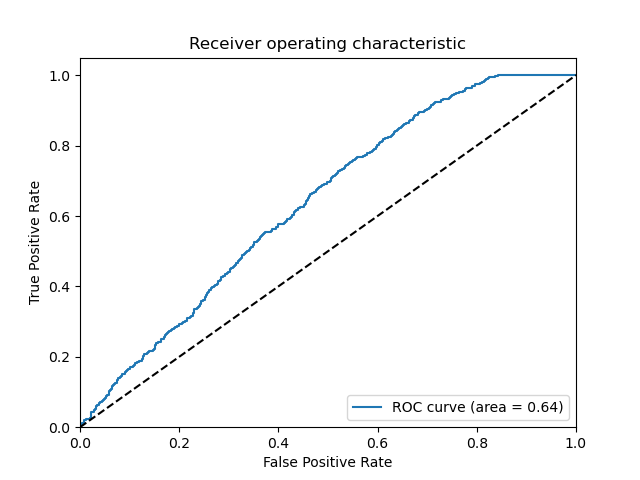 Receiver operating characteristic
True Positive Rate
1.0
0.8
0.6
0.4
0.2
0.0
ROC curve (area = 0.64)
0.0 0.2 0.4 0.6 0.8 1.0
False Positive Rate